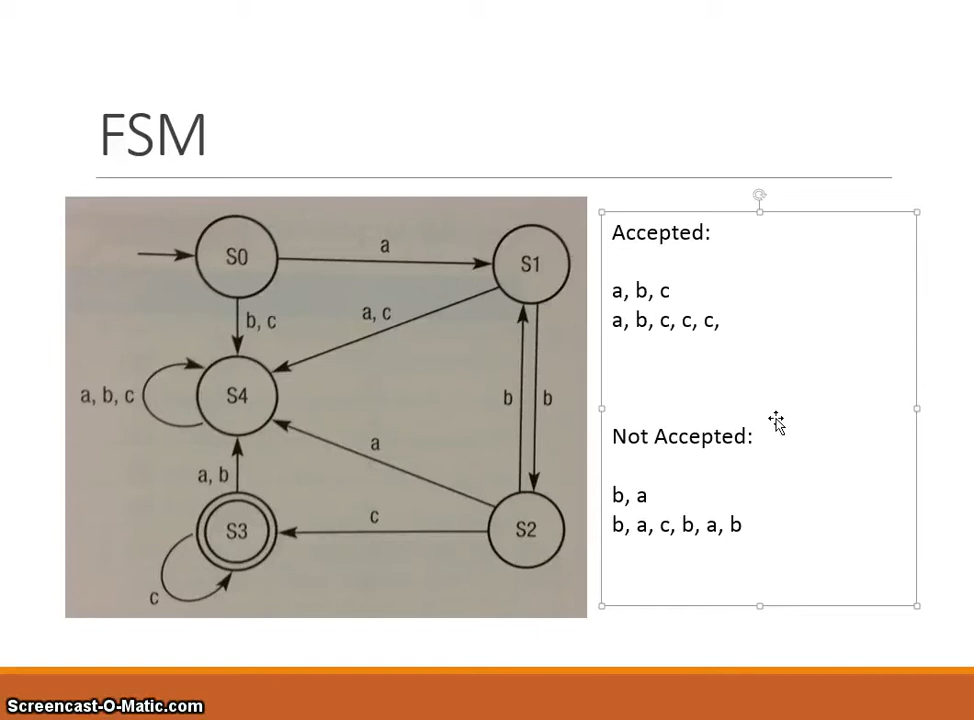 FSM
S0
a
S1
b, c
a, c
a, b, c
S4
b
b
a
a, b
S3
c
S2
c
Accepted:
a, b, c
a, b, c, c, c,
Not Accepted:
b, a
b, a, c, b, a, b
Screencast-O-Matic.com